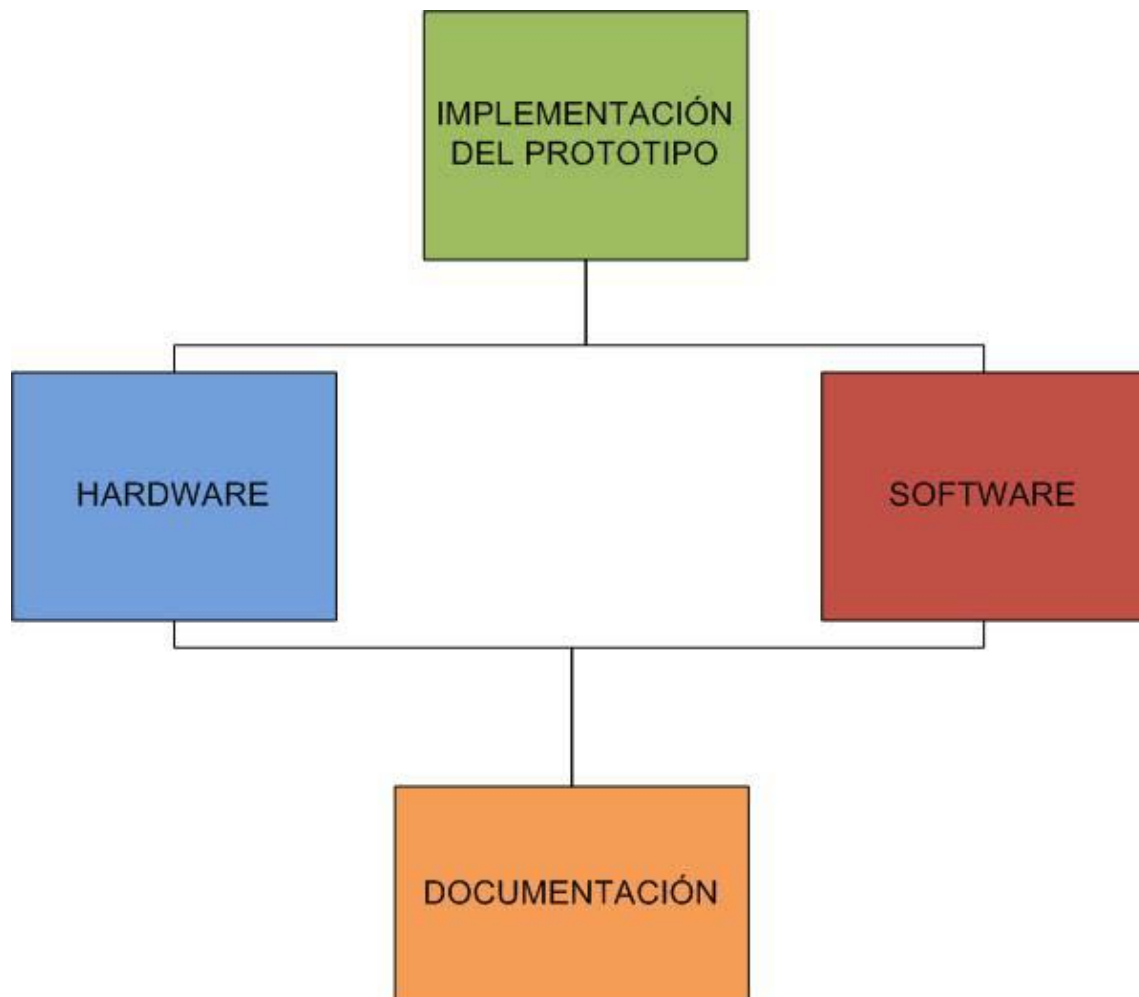 IMPLEMENTACIÓN
DEL PROTOTIPO
HARDWARE
SOFTWARE
DOCUMENTACIÓN